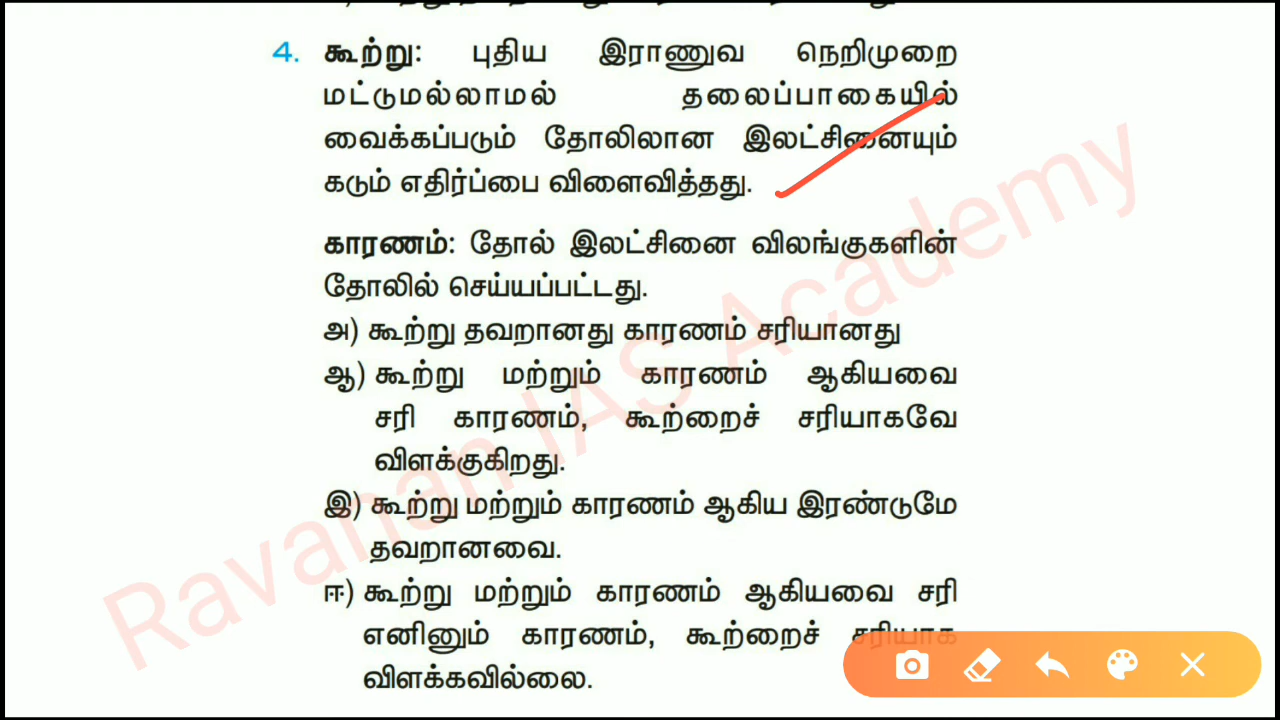 4. கூற்று: புதிய இராணுவ நெறிமுறை
மட்டுமல்லாமல் தலைப்பாகையில்
வைக்கப்படும் தோலிலான இலட்சினையும்
கடும் எதிர்ப்பை விளைவித்தது.
காரணம்: தோல் இலட்சினை விலங்குகளின்
தோலில் செய்யப்பட்டது.
அ) கூற்று தவறானது காரணம் சரியானது
ஆ) கூற்று மற்றும் காரணம் ஆகியவை
சரி காரணம், கூற்றைச் சரியாகவே
விளக்குகிறது.
இ) கூற்று மற்றும் காரணம் ஆகிய இரண்டுமே
தவறானவை.
ஈ) கூற்று மற்றும் காரணம் ஆகியவை சரி
எனினும் காரணம், கூற்றைச் சரியாக
விளக்கவில்லை.
Ravanan IAS Academy